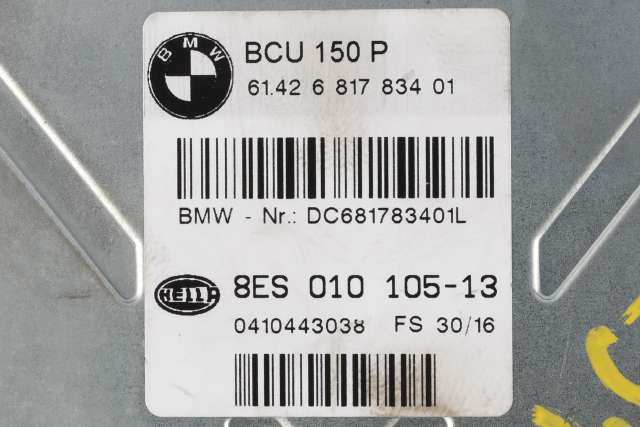 BMW
BCU 150 P
61.42 6 817 834 01
BMW - Nr.: DC681783401L
HELLA
8ES 010 105-13
0410443038 FS 30/16